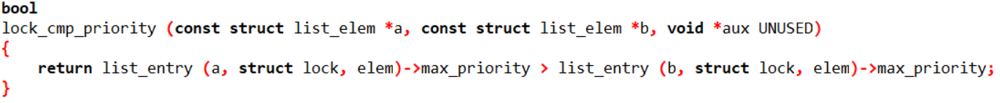 bool
lock_cmp_priority (const struct list_elem *a, const struct list_elem *b, void *aux UNUSED)
{
    return list_entry (a, struct lock, elem)->max_priority > list_entry (b, struct lock, elem)->max_priority;
}